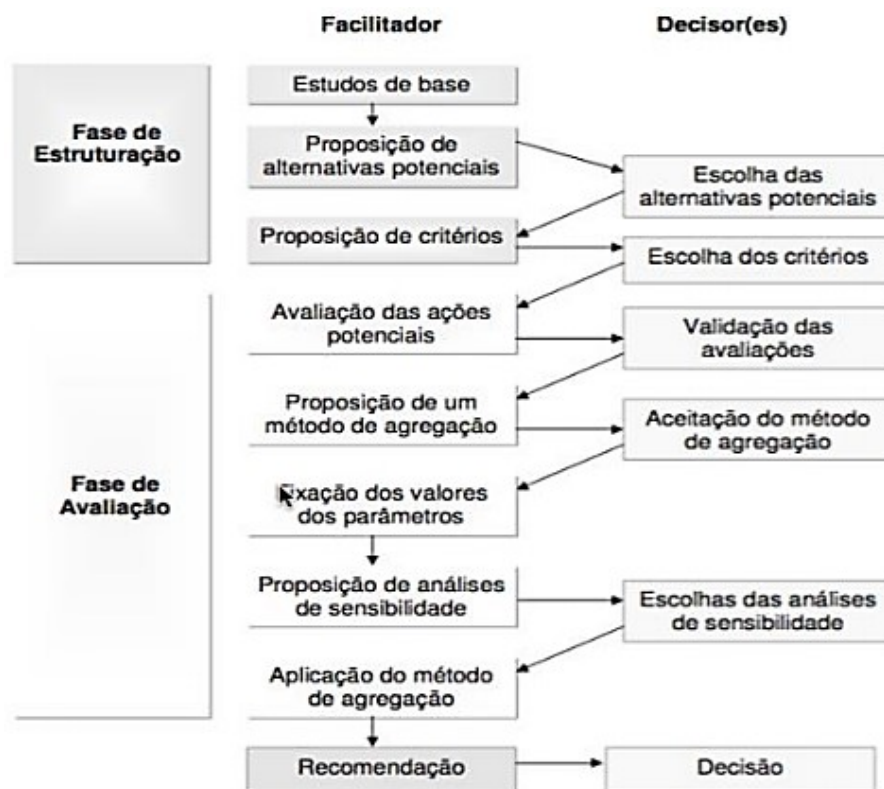 Facilitador
Decisor(es)
Fase de
Estruturação
Estudos de base
Proposição de
alternativas potenciais
Escolha das
alternativas potenciais
Proposição de critérios
Escolha dos critérios
Fase de
Avaliação
Avaliação das ações
potenciais
Validação das
avaliações
Proposição de um
método de agregação
Aceitação do método
de agregação
ixação dos valores
dos parâmetros
Proposição de análises
de sensibilidade
Escolhas das análises
de sensibilidade
Aplicação do método
de agregação
Recomendação
Decisão